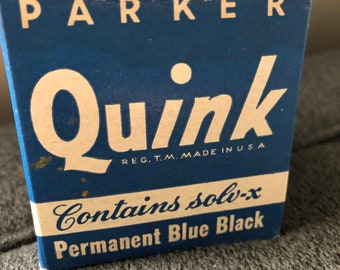 PARKER
Quink
REG. T.M. MADE IN U S A
Contains solv-x
Permanent Blue Black